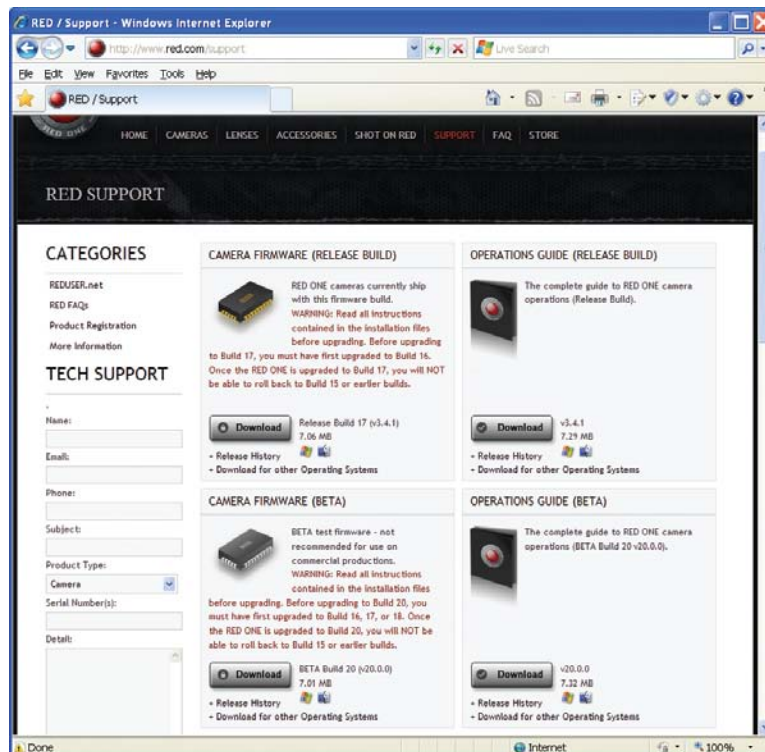 RED / Support - Windows Internet Explorer
http://www.red.com/support
Live Search
File Edit View Favorites Tools Help
RED / Support
RED ONE
HOME CAMERAS LENSES ACCESSORIES SHOT ON RED SUPPORT FAQ STORE
RED SUPPORT
CATEGORIES
REDUSER.net
RED FAQs
Product Registration
More Information
TECH SUPPORT
Name:
Email:
Phone:
Subject:
Product Type:
Camera
Serial Number(s):
Detail:
CAMERA FIRMWARE (RELEASE BUILD)
RED ONE cameras currently ship
with this firmware build.
WARNING: Read all instructions
contained in the installation files
before upgrading. Before upgrading
to Build 17, you must have first upgraded to Build 16.
Once the RED ONE is upgraded to Build 17, you will NOT
be able to roll back to Build 15 or earlier builds.
Download
Release Build 17 (v3.4.1)
7.06 MB
+ Release History
+ Download for other Operating Systems
OPERATIONS GUIDE (RELEASE BUILD)
The complete guide to RED ONE camera
operations (Release Build).
Download
v3.4.1
7.29 MB
+ Release History
+ Download for other Operating Systems
CAMERA FIRMWARE (BETA)
BETA test firmware - not
recommended for use on
commercial productions.
WARNING: Read all instructions
contained in the installation files
before upgrading. Before upgrading to Build 20, you
must have first upgraded to Build 16, 17, or 18. Once
the RED ONE is upgraded to Build 20, you will NOT be
able to roll back to Build 15 or earlier builds.
Download
BETA Build 20 (v20.0.0)
7.01 MB
+ Release History
+ Download for other Operating Systems
OPERATIONS GUIDE (BETA)
The complete guide to RED ONE camera
operations (BETA Build 20 v20.0.0).
Download
v20.0.0
7.32 MB
+ Release History
+ Download for other Operating Systems
Done
Internet
100%